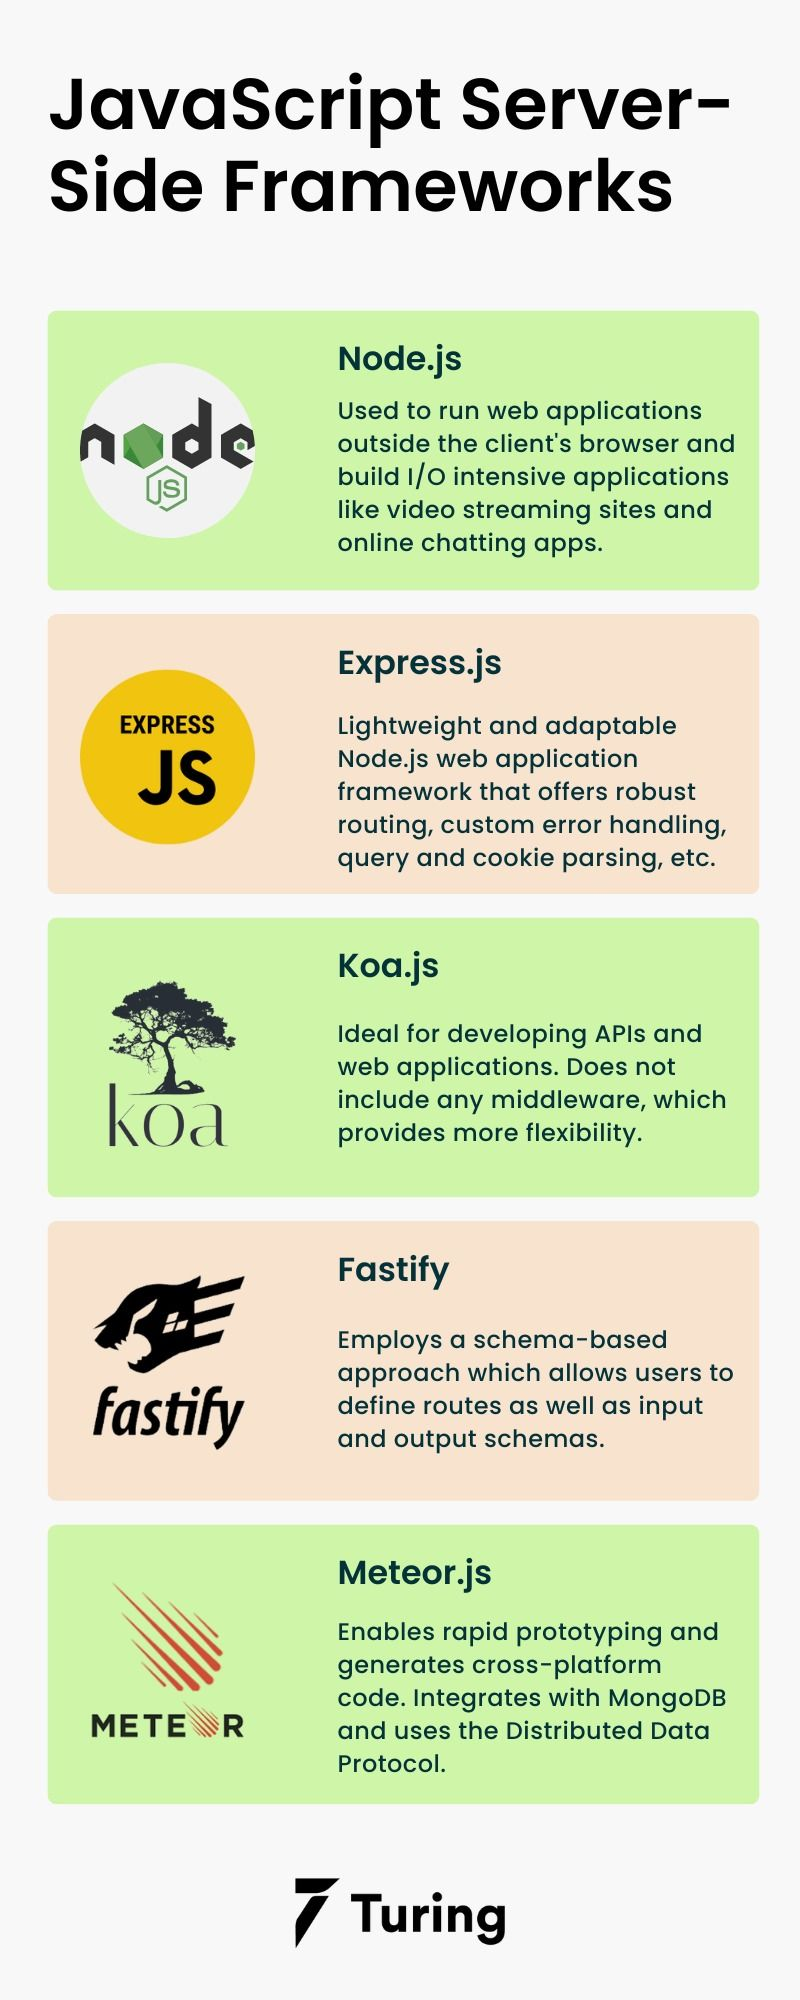 JavaScript Server-
Side Frameworks
node
JS
Node.js
Used to run web applications
outside the client's browser and
build I/O intensive applications
like video streaming sites and
online chatting apps.
EXPRESS
JS
Express.js
Lightweight and adaptable
Node.js web application
framework that offers robust
routing, custom error handling,
query and cookie parsing, etc.
koa
Koa.js
Ideal for developing APIs and
web applications. Does not
include any middleware, which
provides more flexibility.
fastify
Fastify
Employs a schema-based
approach which allows users to
define routes as well as input
and output schemas.
METEOR
Meteor.js
Enables rapid prototyping and
generates cross-platform
code. Integrates with MongoDB
and uses the Distributed Data
Protocol.
Turing